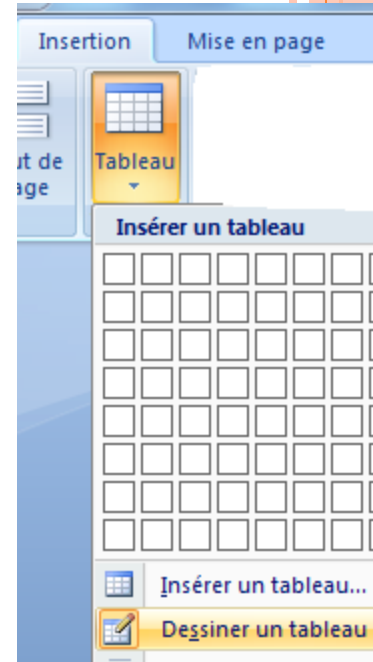 Insertion Mise en page
Tableau
Insérer un tableau
Insérer un tableau...
Dessiner un tableau